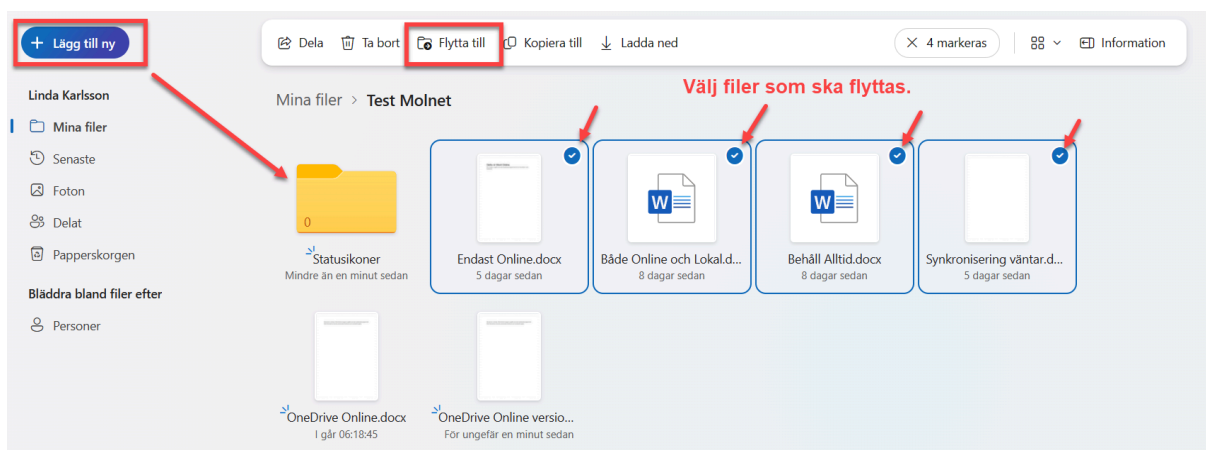 + Lägg till ny
Dela Ta bort Flytta till Kopiera till Ladda ned 4 markeras Information
Välj filer som ska flyttas.
Linda Karlsson
Mina filer > Test Molnet
Mina filer
Senaste
Foton
Delat
Papperskorgen
Bläddra bland filer efter
Personer
0
W W
Statusikoner Endast Online.docx Både Online och Lokal.d... Behåll Alltid.docx Synkronisering väntar.d...
Mindre än en minut sedan 5 dagar sedan 8 dagar sedan 8 dagar sedan 5 dagar sedan
OneDrive Online.docx OneDrive Online versio...
I går 06:18:45 För ungefär en minut sedan